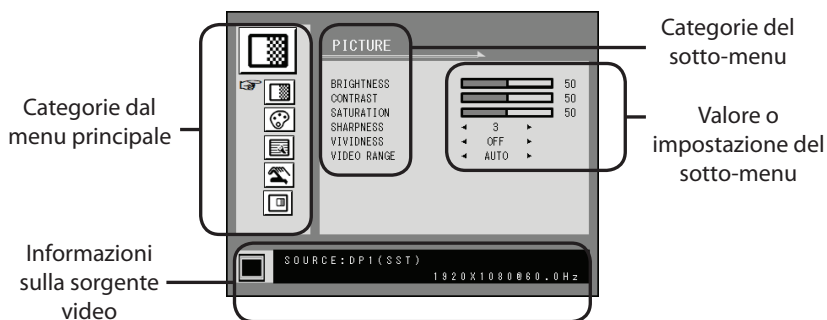 Categorie dal
menu principale
Informazioni
sulla sorgente
video
PICTURE
BRIGHTNESS 50
CONTRAST 50
SATURATION 50
SHARPNESS 3
VIVIDNESS OFF
VIDEO RANGE AUTO
SOURCE:DP1(SST)
1920X1080@60.0Hz
Categorie del
sotto-menu
Valore o
impostazione del
sotto-menu